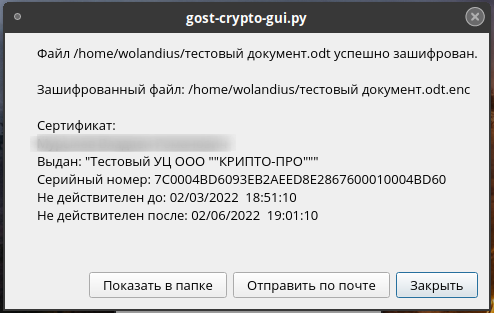 gost-crypto-gui.py
Файл /home/wolandius/тестовый документ.odt успешно зашифрован.
Зашифрованный файл: /home/wolandius/тестовый документ.odt.enc
Сертификат:
Выдан: "Тестовый УЦ ООО ""КРИПТО-ПРО"""
Серийный номер: 7C0004BD6093EB2AEED8E2867600010004BD60
Не действителен до: 02/03/2022  18:51:10
Не действителен после: 02/06/2022  19:01:10
Показать в папке
Отправить по почте
Закрыть